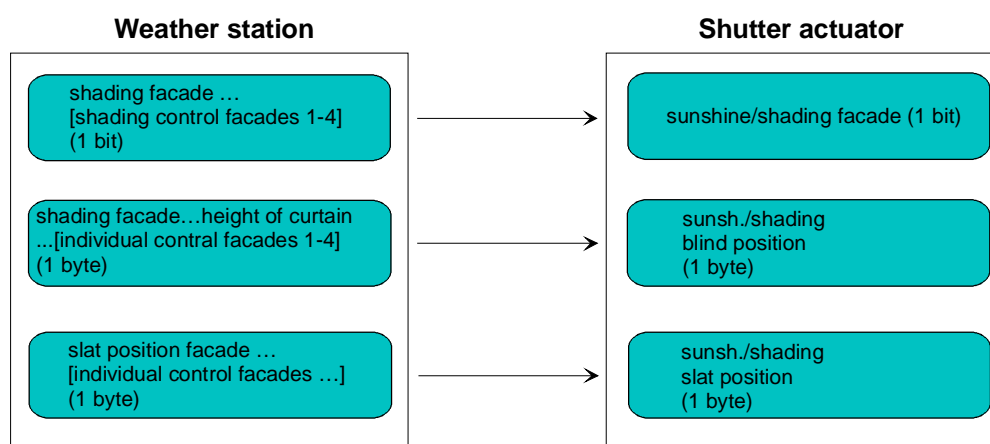 Weather station
shading facade …
[shading control facades 1-4]
(1 bit)
shading facade…height of curtain
...[individual contral facades 1-4]
(1 byte)
slat position facade …
[individual control facades …]
(1 byte)
Shutter actuator
sunshine/shading facade (1 bit)
sunsh./shading
blind position
(1 byte)
sunsh./shading
slat position
(1 byte)